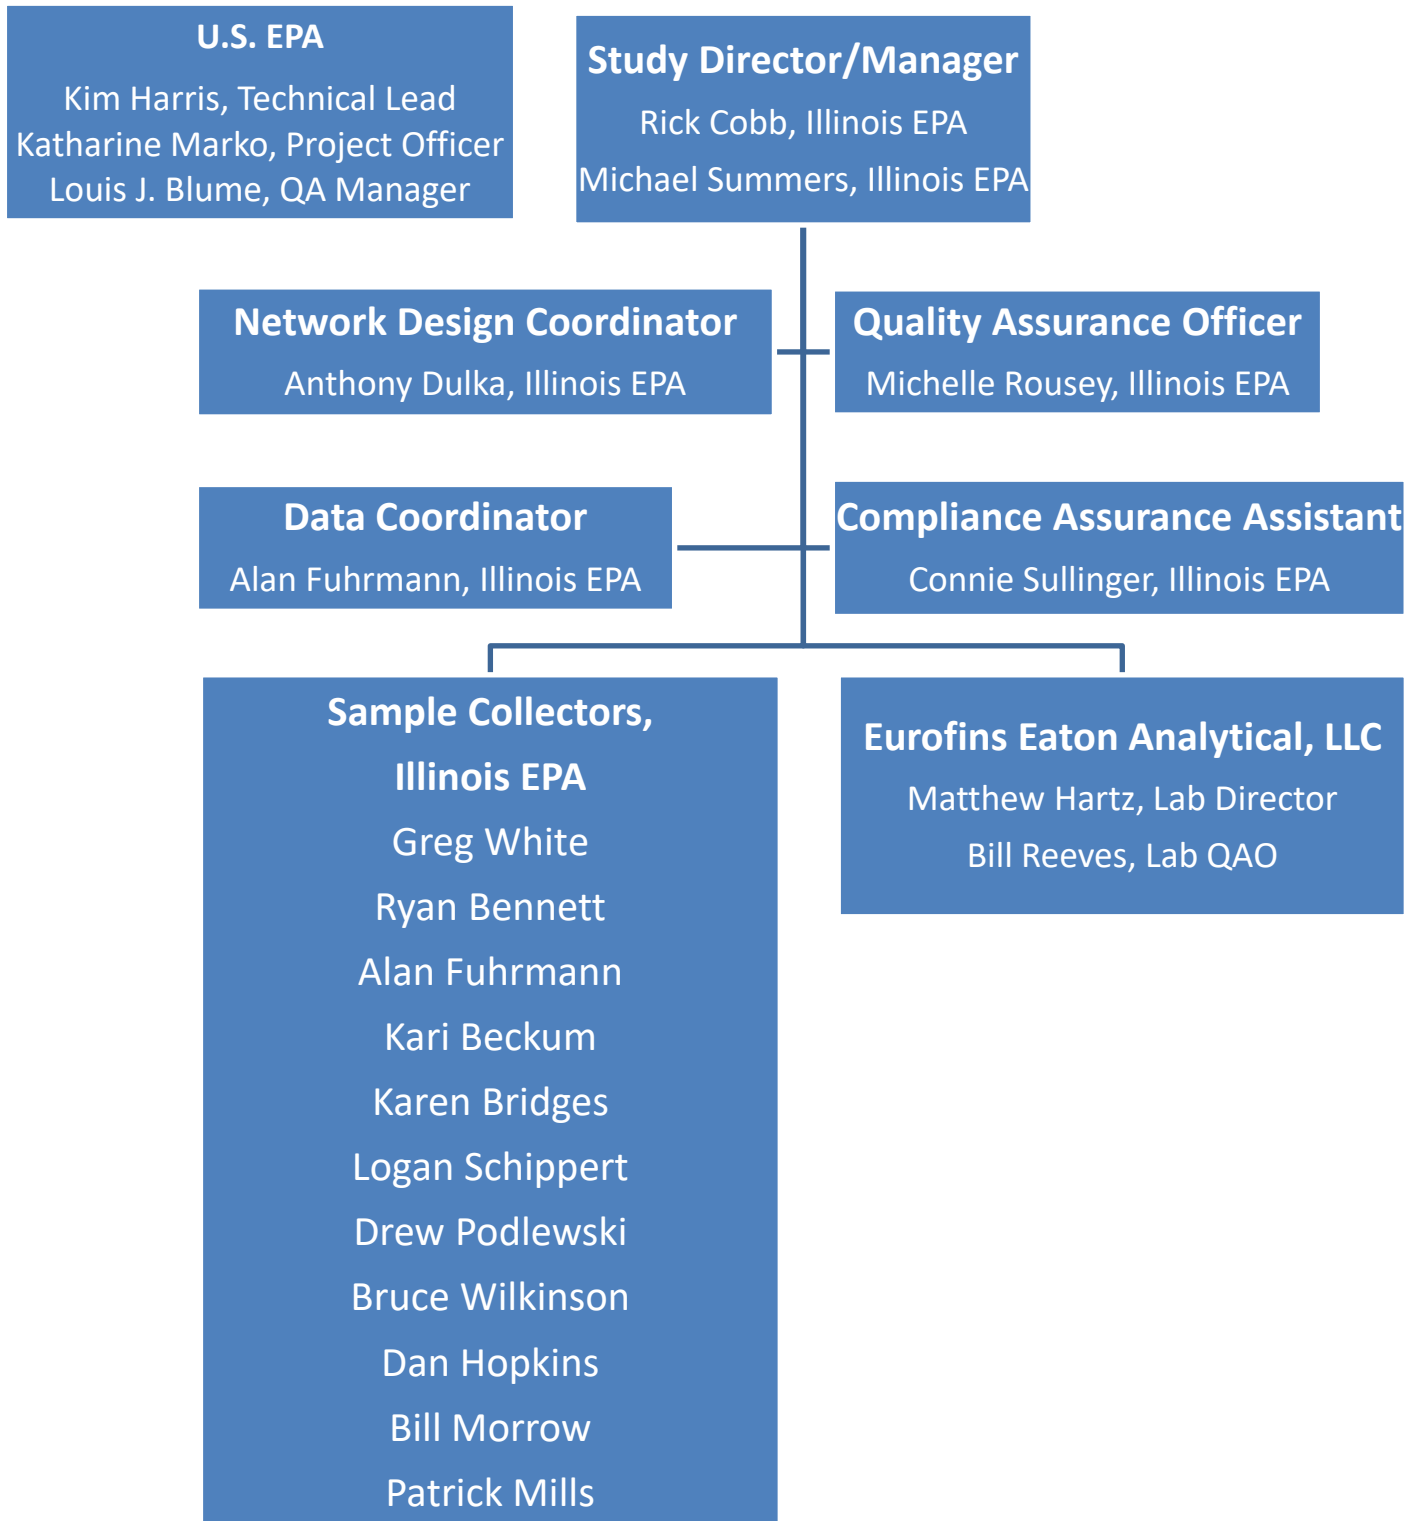 U.S. EPA
Kim Harris, Technical Lead
Katharine Marko, Project Officer
Louis J. Blume, QA Manager
Study Director/Manager
Rick Cobb, Illinois EPA
Michael Summers, Illinois EPA
Network Design Coordinator
Anthony Dulka, Illinois EPA
Quality Assurance Officer
Michelle Rousey, Illinois EPA
Data Coordinator
Alan Fuhrmann, Illinois EPA
Compliance Assurance Assistant
Connie Sullinger, Illinois EPA
Sample Collectors,
Illinois EPA
Greg White
Ryan Bennett
Alan Fuhrmann
Kari Beckum
Karen Bridges
Logan Schippert
Drew Podlewski
Bruce Wilkinson
Dan Hopkins
Bill Morrow
Patrick Mills
Eurofins Eaton Analytical, LLC
Matthew Hartz, Lab Director
Bill Reeves, Lab QAO